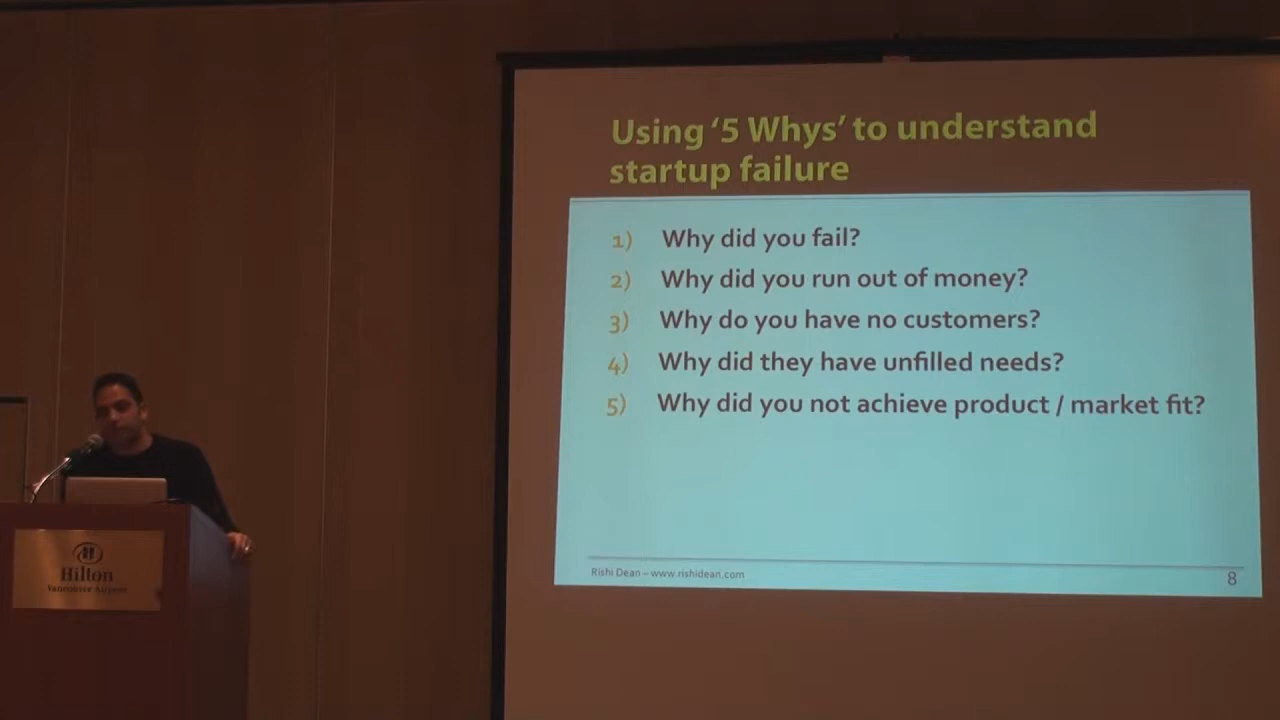 Using ‘5 Whys’ to understand
startup failure
1) Why did you fail?
2) Why did you run out of money?
3) Why do you have no customers?
4) Why did they have unfilled needs?
5) Why did you not achieve product / market fit?
Rishi Dean – www.rishidean.com
8
Hilton
Vancouver Airport